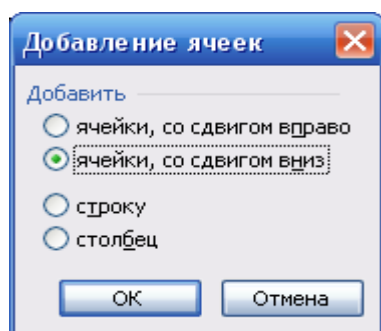 Добавление ячеек
Добавить
ячейки, со сдвигом вправо
ячейки, со сдвигом вниз
строку
столбец
ОК
Отмена